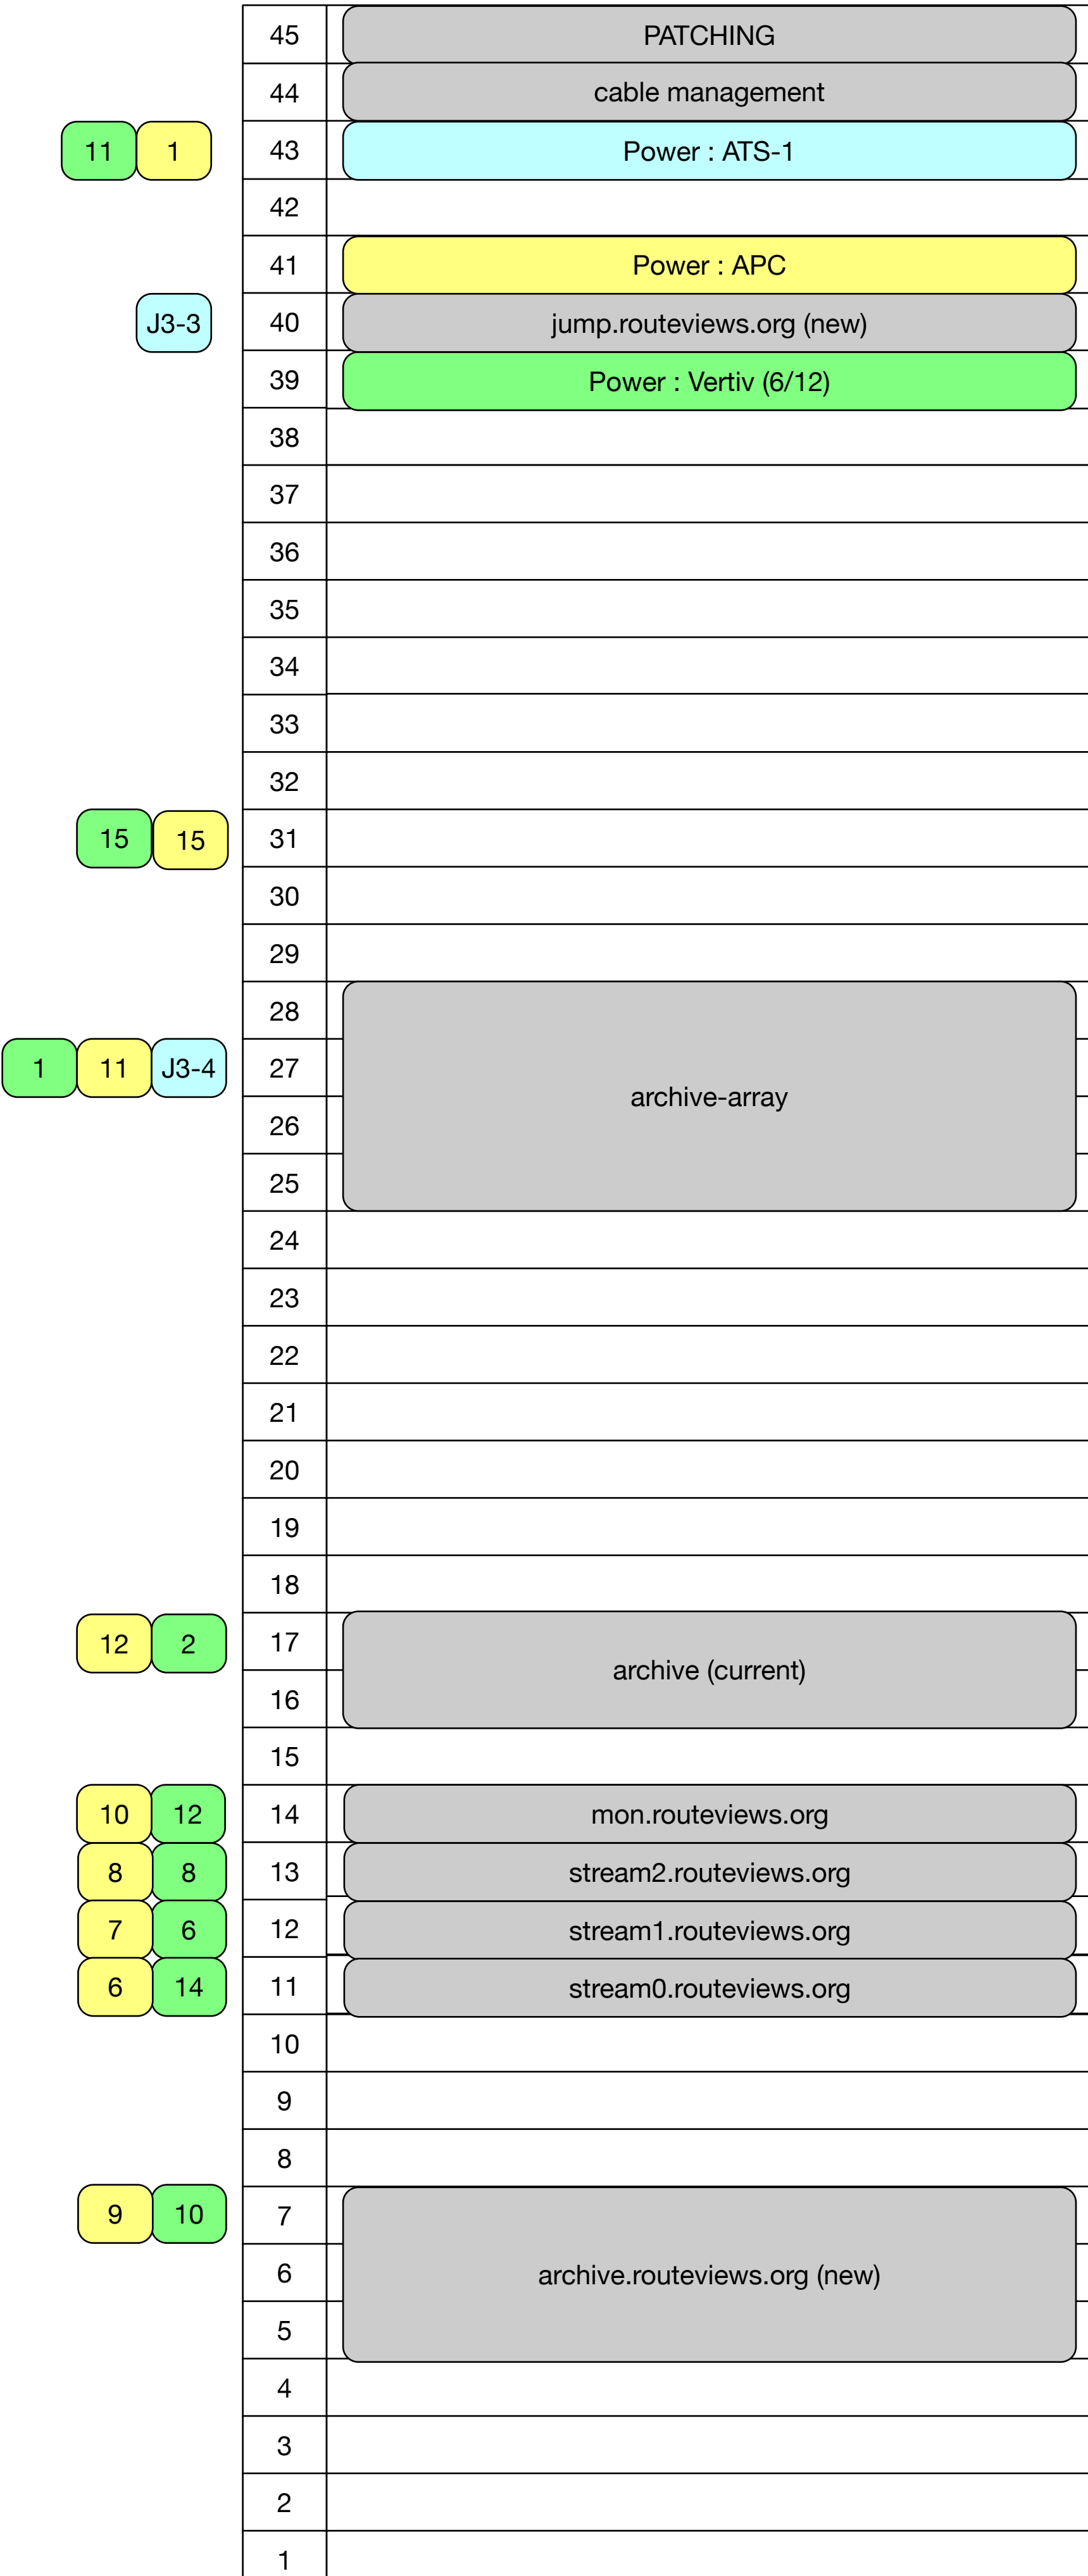 45 PATCHING
44 cable management
11 1 43 Power : ATS-1
42
41 Power : APC
J3-3 40 jump.routeviews.org (new)
39 Power : Vertiv (6/12)
38
37
36
35
34
33
32
15 15 31
30
29
28
1 11 J3-4 27
archive-array
26
25
24
23
22
21
20
19
18
12 2 17
archive (current)
16
15
10 12 14 mon.routeviews.org
8 8 13 stream2.routeviews.org
7 6 12 stream1.routeviews.org
6 14 11 stream0.routeviews.org
10
9
8
9 10 7
6 archive.routeviews.org (new)
5
4
3
2
1